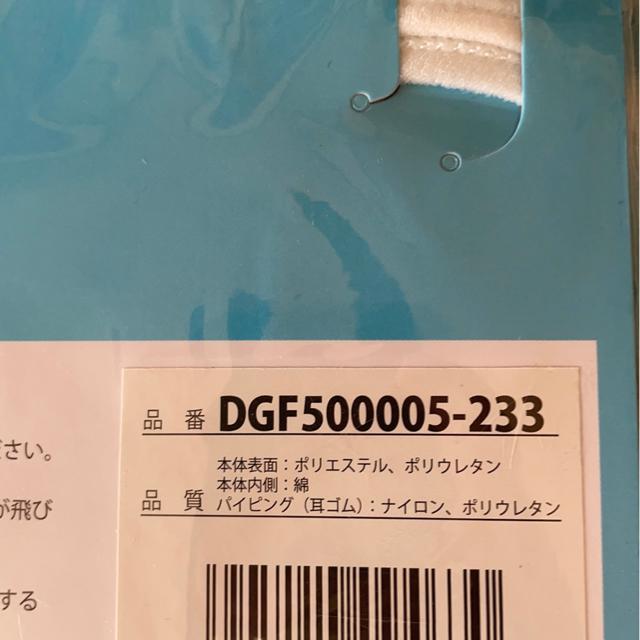 品 番 DGF500005-233
本体表面：ポリエステル、ポリウレタン
本体内側：綿
品 質 パイピング（耳ゴム）：ナイロン、ポリウレタン
ださい。
が飛び
する